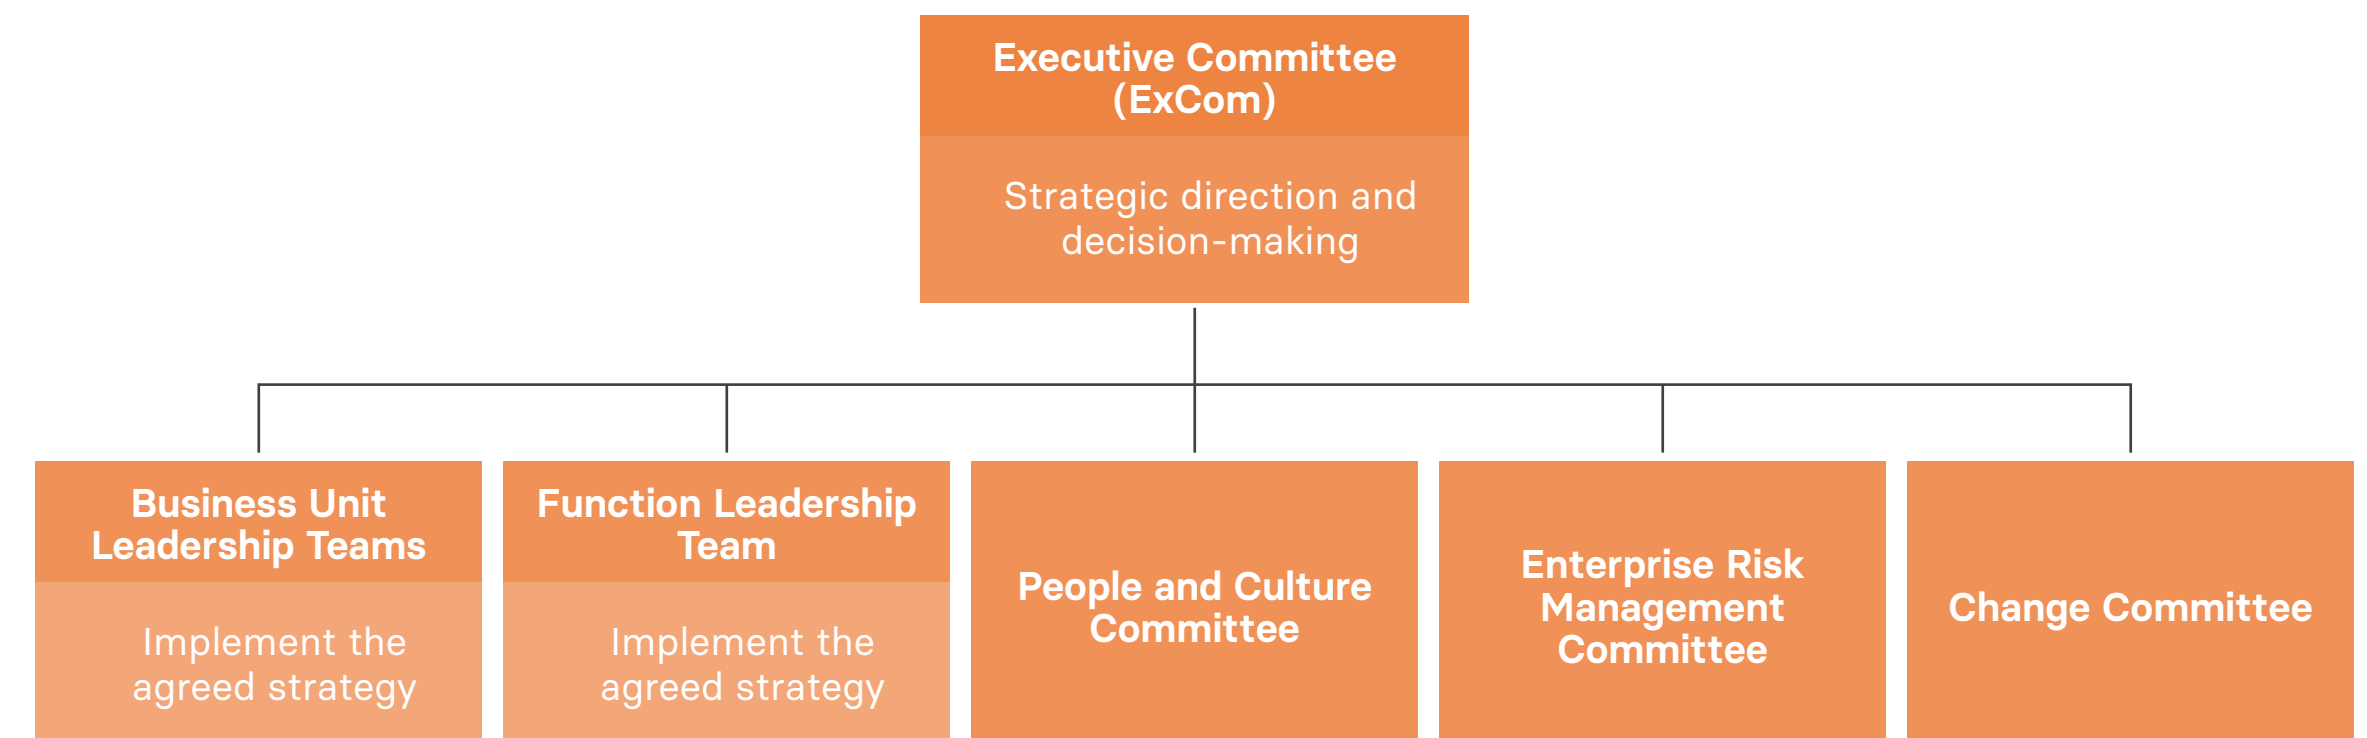 Executive Committee
(ExCom)
Strategic direction and
decision-making
Business Unit
Leadership Teams
Implement the
agreed strategy
Function Leadership
Team
Implement the
agreed strategy
People and Culture
Committee
Enterprise Risk
Management
Committee
Change Committee